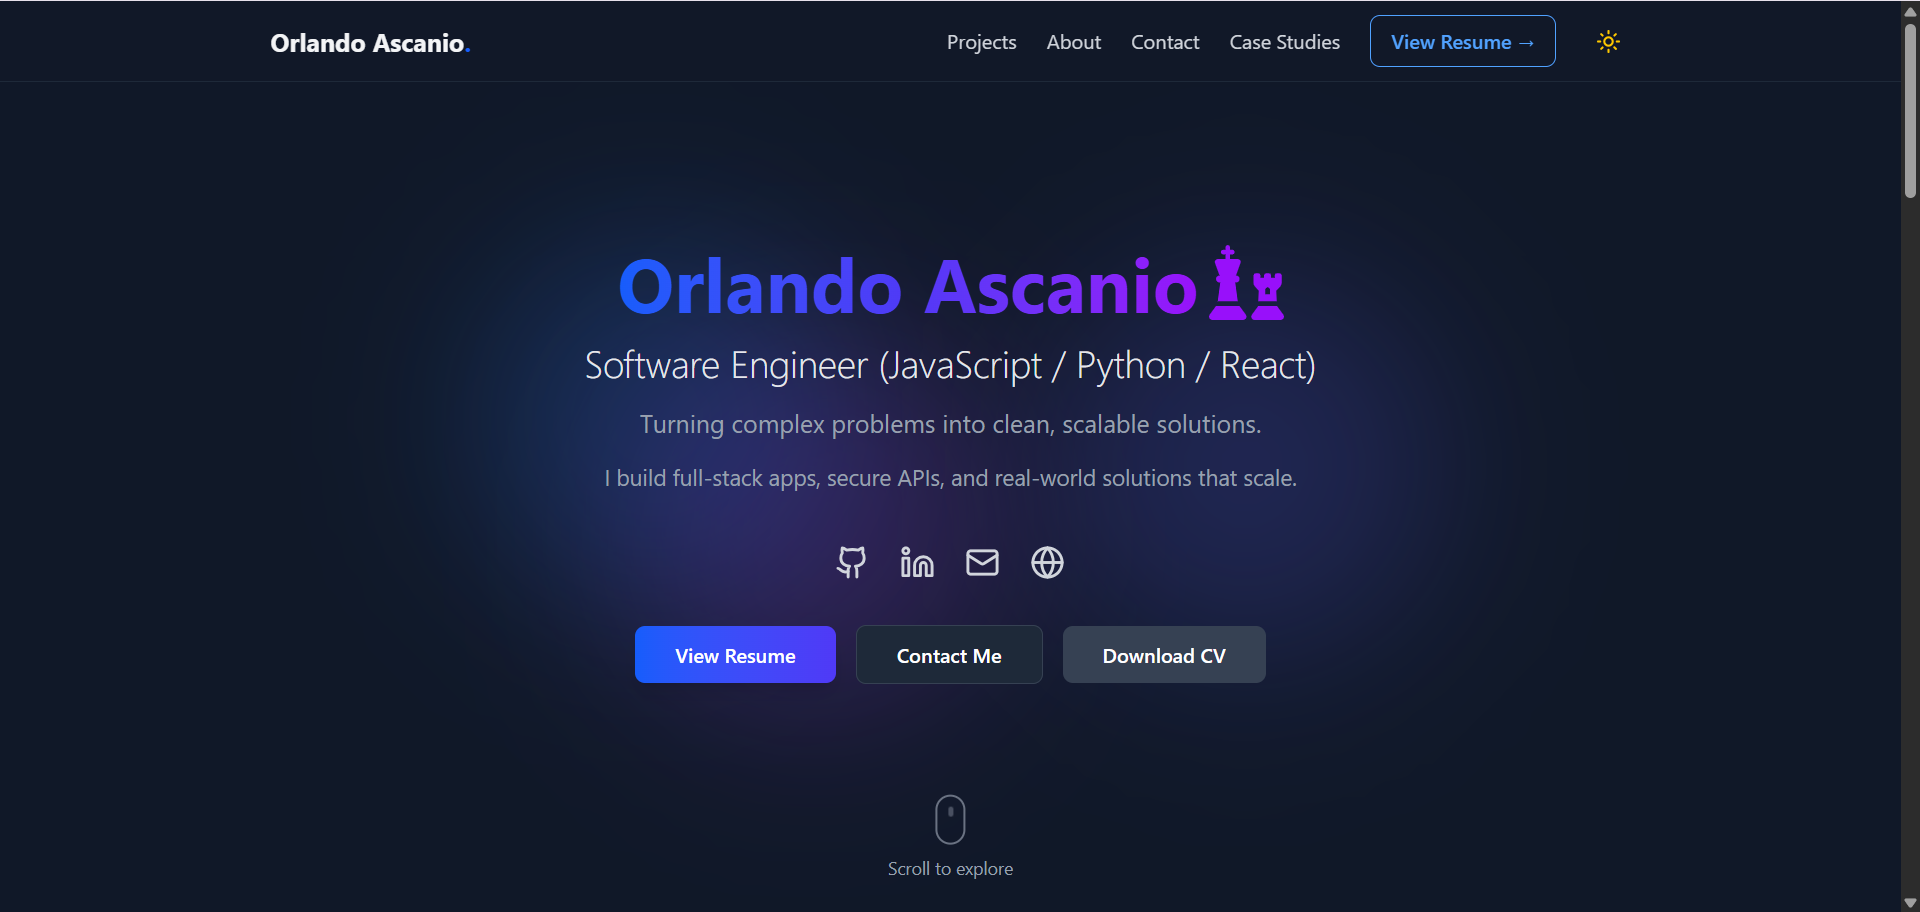 Orlando Ascanio.
Projects
About
Contact
Case Studies
View Resume →
Orlando Ascanio
Software Engineer (JavaScript / Python / React)
Turning complex problems into clean, scalable solutions.
I build full-stack apps, secure APIs, and real-world solutions that scale.
View Resume
Contact Me
Download CV
Scroll to explore